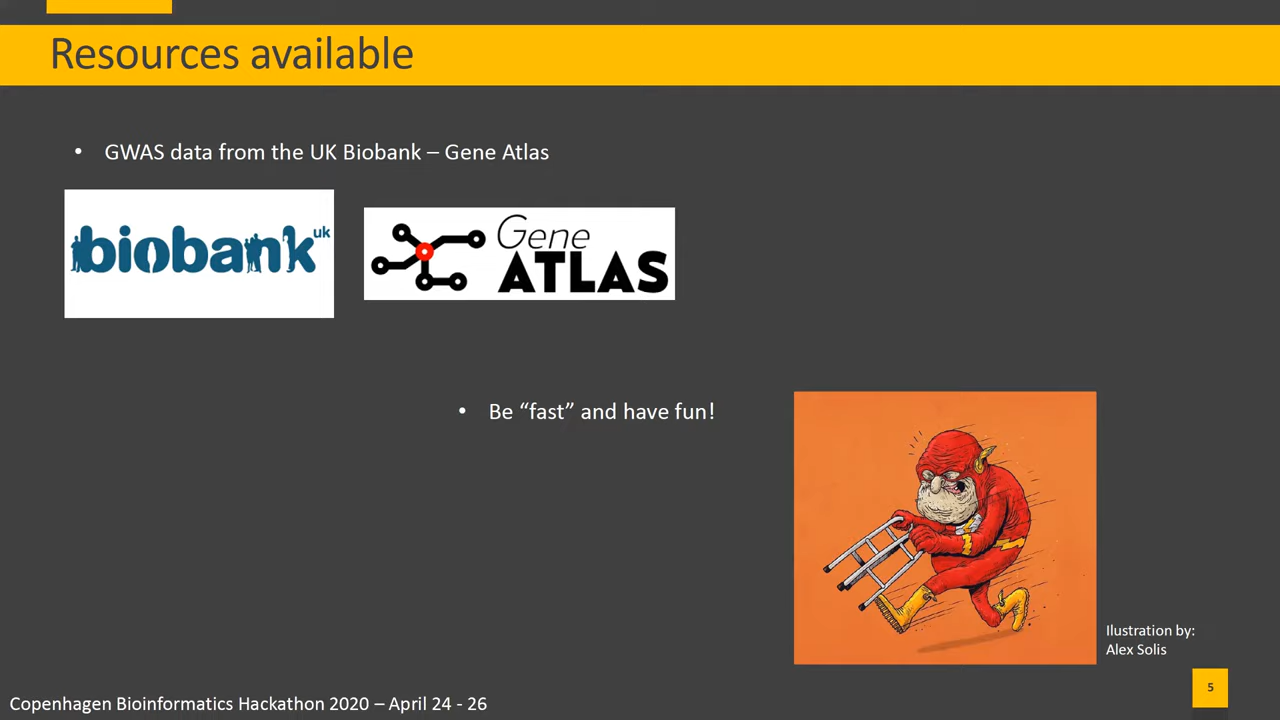 Resources available
• GWAS data from the UK Biobank – Gene Atlas
biobank uk
Gene
ATLAS
• Be “fast” and have fun!
Ilustration by:
Alex Solis
5
Copenhagen Bioinformatics Hackathon 2020 – April 24 - 26